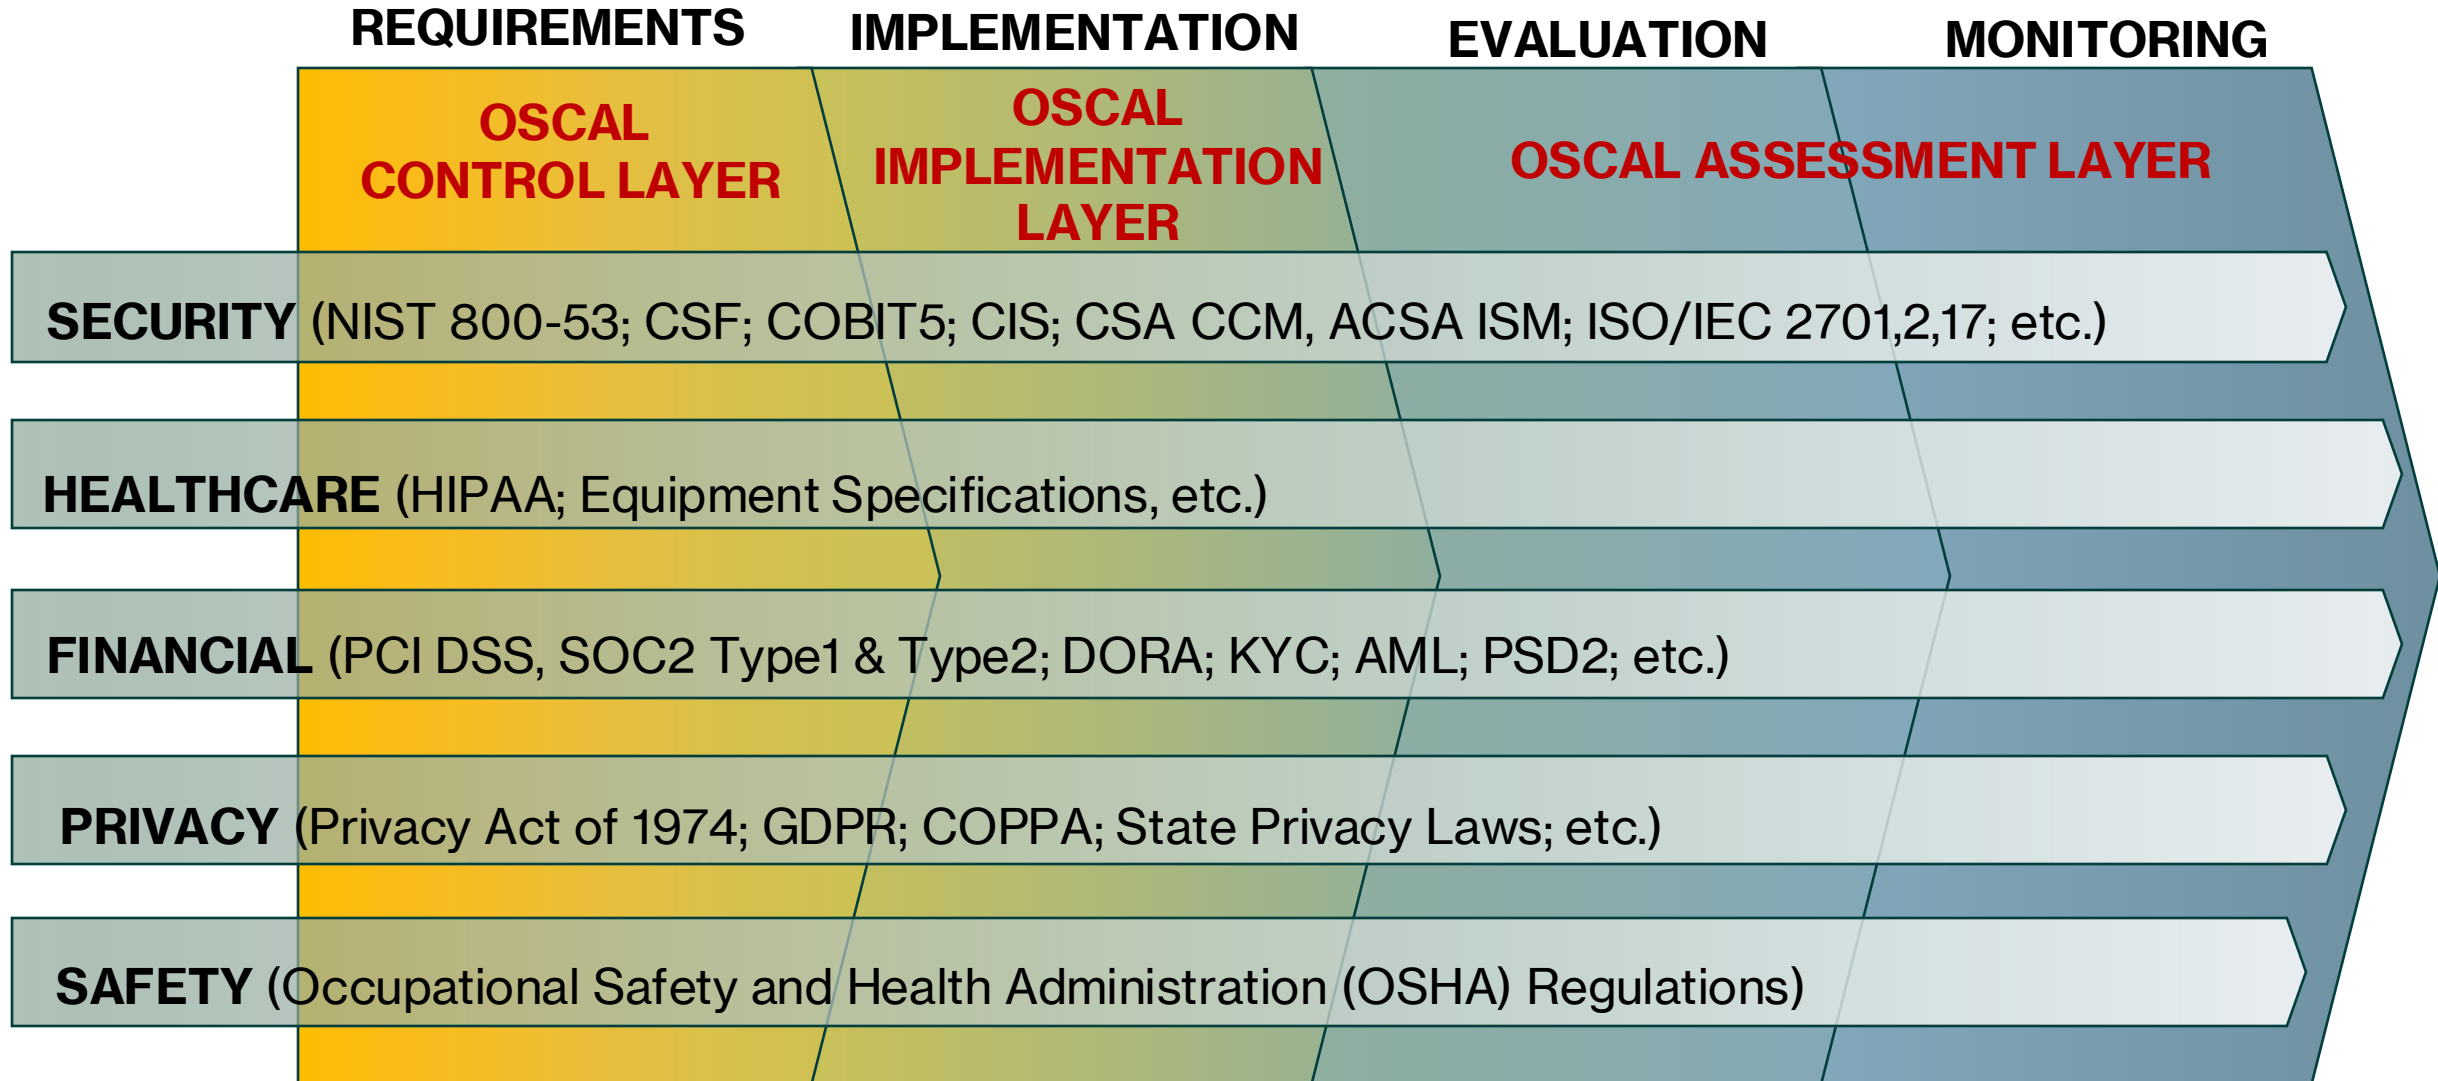 REQUIREMENTS
IMPLEMENTATION
EVALUATION
MONITORING
OSCAL
CONTROL LAYER
OSCAL
IMPLEMENTATION
LAYER
OSCAL ASSESSMENT LAYER
SECURITY (NIST 800-53; CSF; COBIT5; CIS; CSA CCM, ACSA ISM; ISO/IEC 2701,2,17; etc.)
HEALTHCARE (HIPAA; Equipment Specifications, etc.)
FINANCIAL (PCI DSS, SOC2 Type1 & Type2; DORA; KYC; AML; PSD2; etc.)
PRIVACY (Privacy Act of 1974; GDPR; COPPA; State Privacy Laws; etc.)
SAFETY (Occupational Safety and Health Administration (OSHA) Regulations)